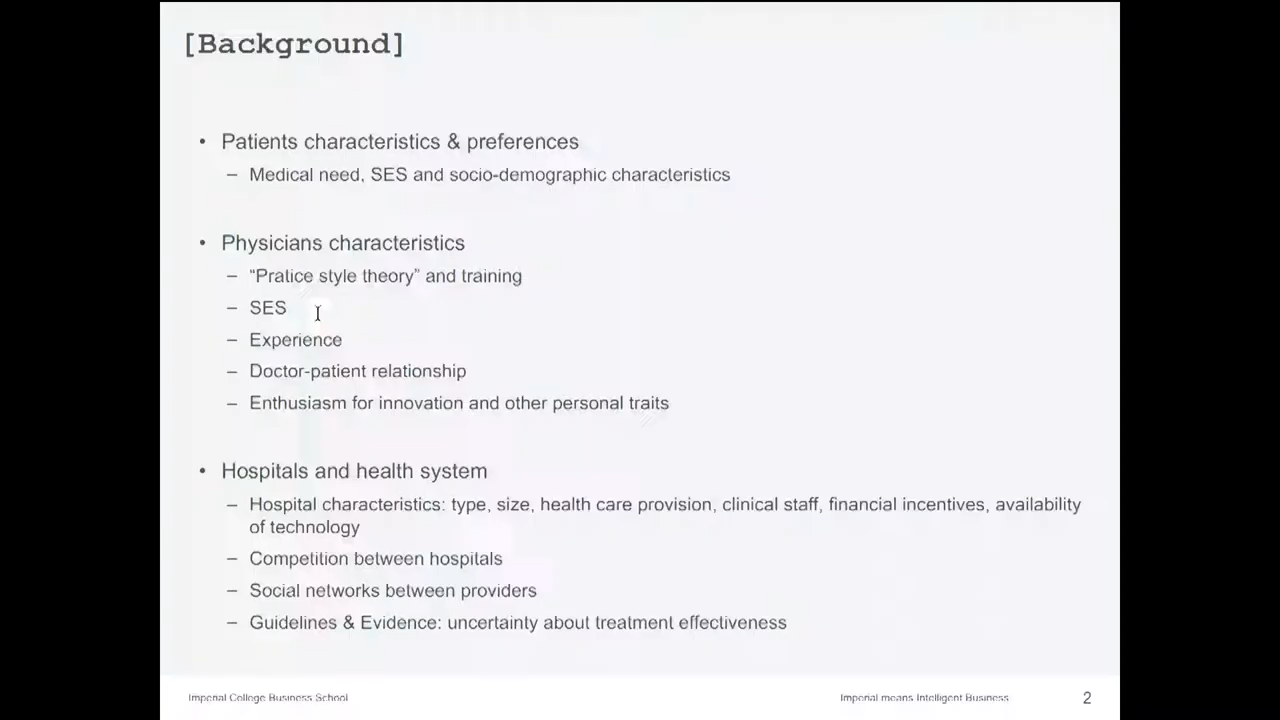 [Background]
• Patients characteristics & preferences
– Medical need, SES and socio-demographic characteristics
• Physicians characteristics
– “Pratice style theory” and training
– SES
– Experience
– Doctor-patient relationship
– Enthusiasm for innovation and other personal traits
• Hospitals and health system
– Hospital characteristics: type, size, health care provision, clinical staff, financial incentives, availability
of technology
– Competition between hospitals
– Social networks between providers
– Guidelines & Evidence: uncertainty about treatment effectiveness
Imperial College Business School
Imperial means Intelligent Business
2